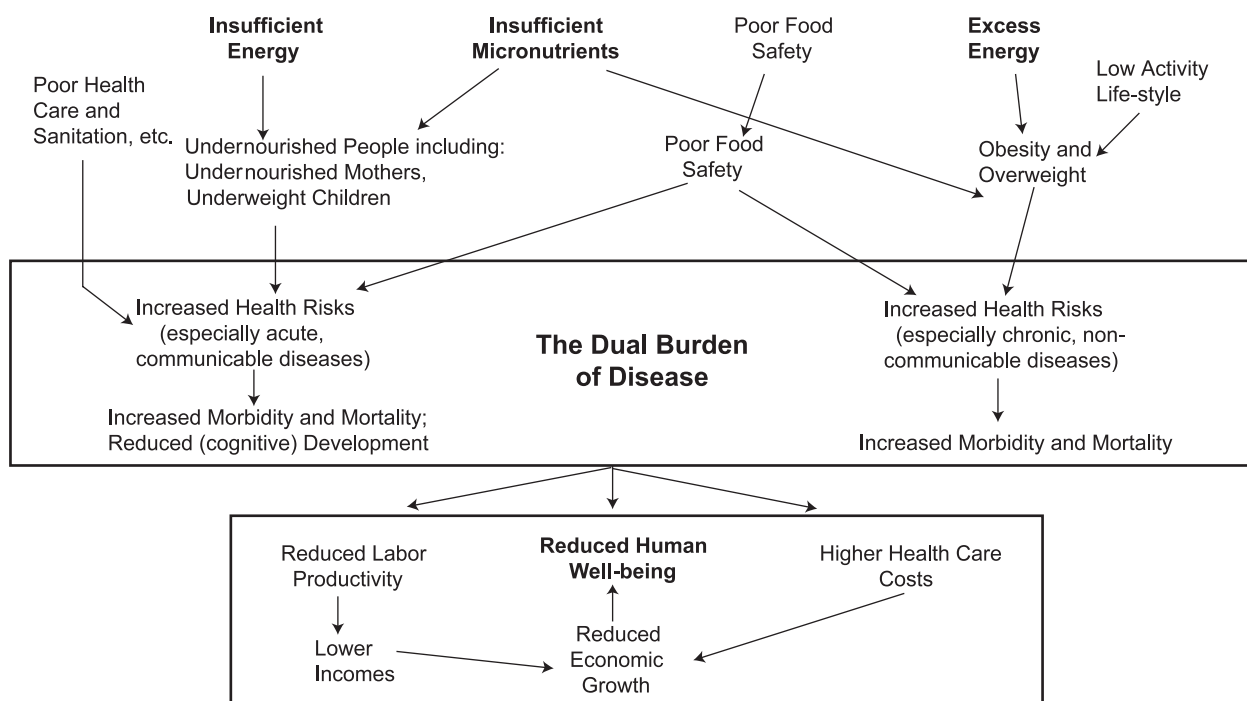 Insufficient
Energy
Insufficient
Micronutrients
Poor Food
Safety
Excess
Energy
Low Activity
Life-style
Poor Health
Care and
Sanitation, etc.
Undernourished People including:
Undernourished Mothers,
Underweight Children
Poor Food
Safety
Obesity and
Overweight
Increased Health Risks
(especially acute,
communicable diseases)
The Dual Burden
of Disease
Increased Health Risks
(especially chronic, non-
communicable diseases)
Increased Morbidity and Mortality;
Reduced (cognitive) Development
Increased Morbidity and Mortality
Reduced Labor
Productivity
Reduced Human
Well-being
Higher Health Care
Costs
Lower
Incomes
Reduced
Economic
Growth